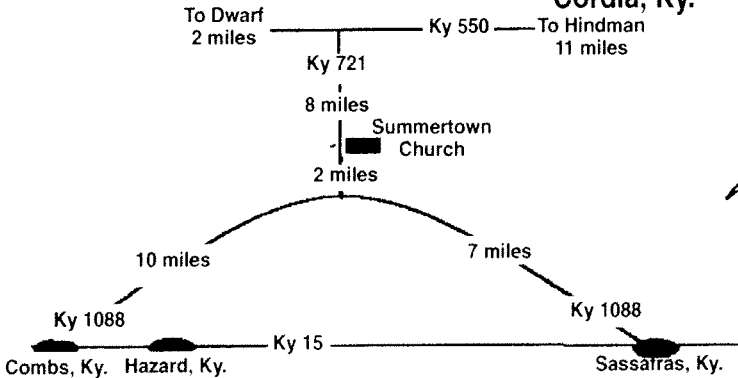 Cordia, Ky.
To Dwarf
2 miles
Ky 550
To Hindman
11 miles
Ky 721
8 miles
Summertown
Church
2 miles
10 miles
7 miles
Ky 1088
Ky 1088
Ky 15
Combs, Ky.
Hazard, Ky.
Sassafras, Ky.